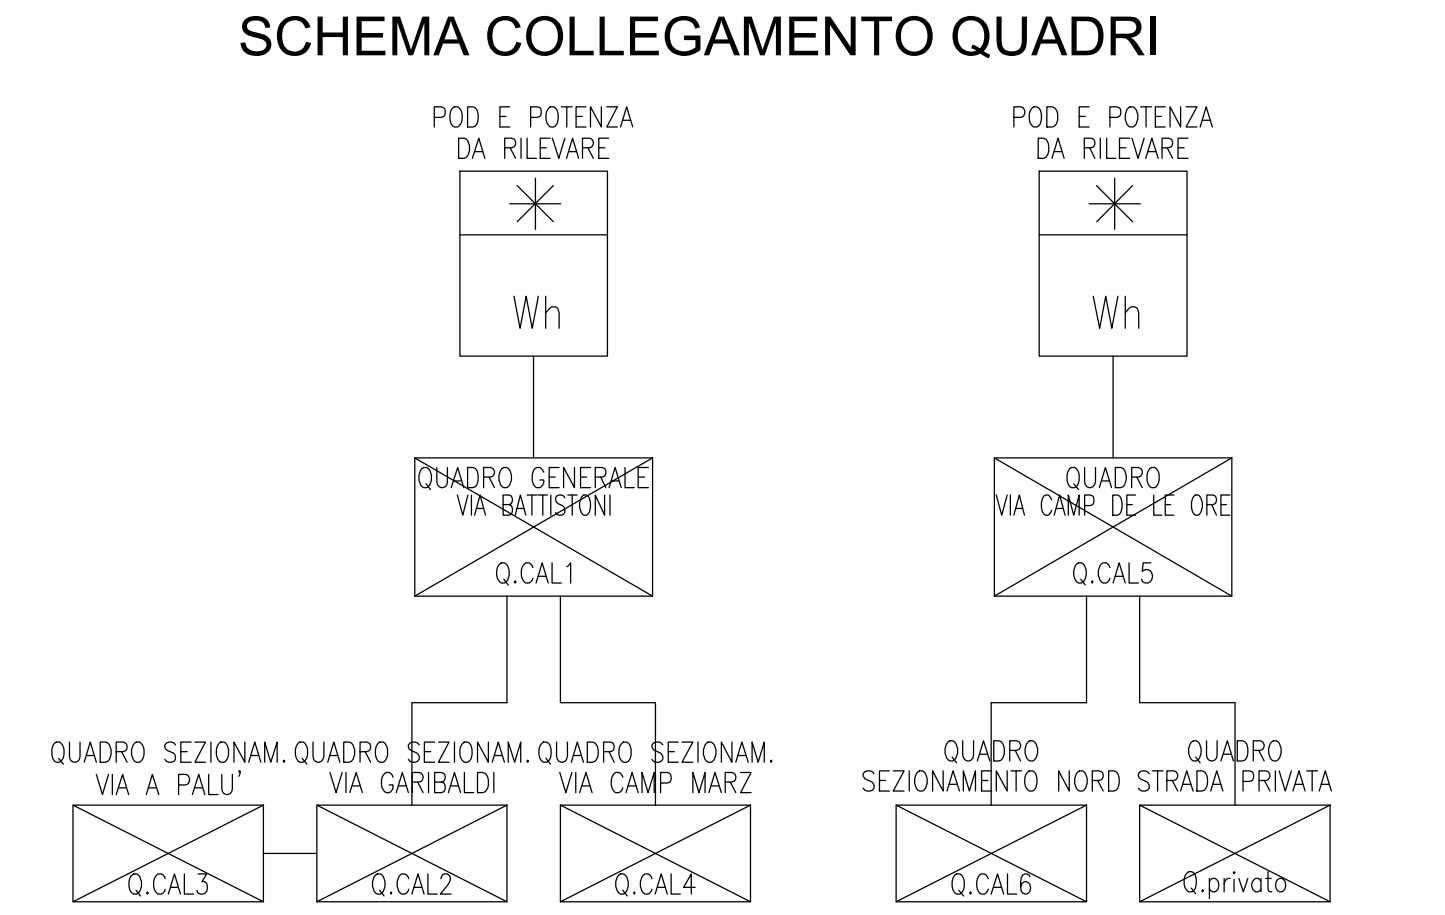 SCHEMA COLLEGAMENTO QUADRI
POD E POTENZA
DA RILEVARE
Wh
QUADRO GENERALE
VIA BATTISTONI
Q.CAL1
QUADRO SEZIONAM.
VIA A PALU'
Q.CAL3
QUADRO SEZIONAM.
VIA GARIBALDI
Q.CAL2
QUADRO SEZIONAM.
VIA CAMP MARZ
Q.CAL4
POD E POTENZA
DA RILEVARE
Wh
QUADRO
VIA CAMP DE LE ORE
Q.CAL5
QUADRO
SEZIONAMENTO NORD
Q.CAL6
QUADRO
STRADA PRIVATA
Q.privato